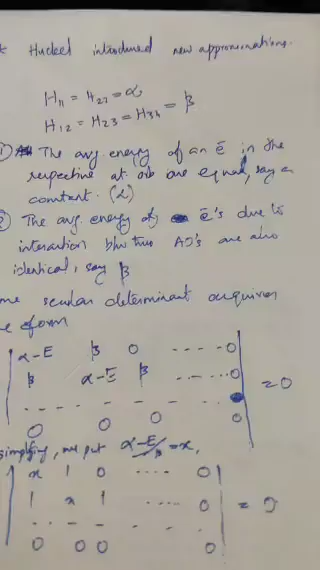 Huckel introduced new approximations.
H11 = H22 = α
H12 = H23 = H34 = β
1) The avg energy of an ē in the
respective at orb are equal, say a
constant. (α)
2) The avg. energy of ē's due to
interaction b/w two AO's are also
identical, say β
secular determinant acquires
e form
| α-E β 0 ---- 0 |
| β α-E β ---- 0 | = 0
| - - - - - - - - |
| 0 0 0 0 |
simplifying, we put α-E/β = x,
| x 1 0 .... 0 |
| 1 x 1 .... 0 | = 0
| - - - - - - - |
| 0 0 0 0 |